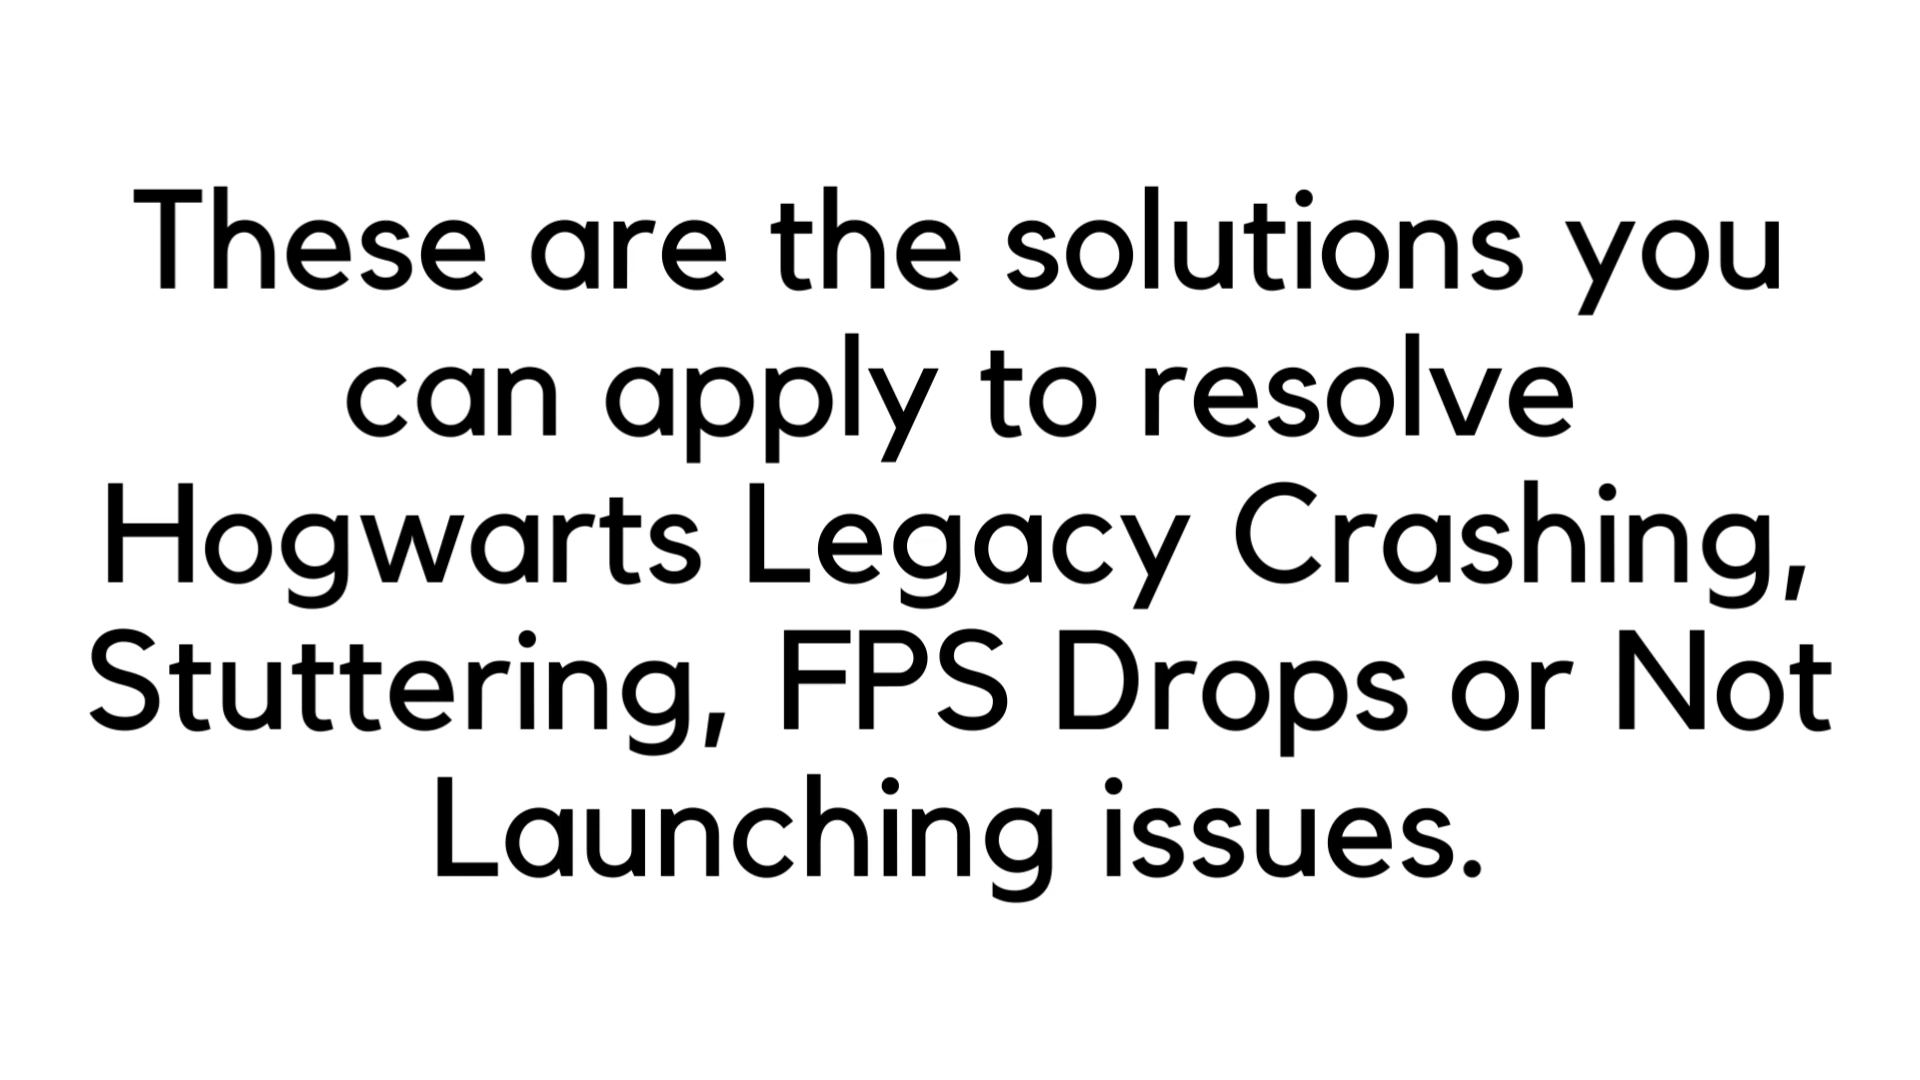 These are the solutions you
can apply to resolve
Hogwarts Legacy Crashing,
Stuttering, FPS Drops or Not
Launching issues.